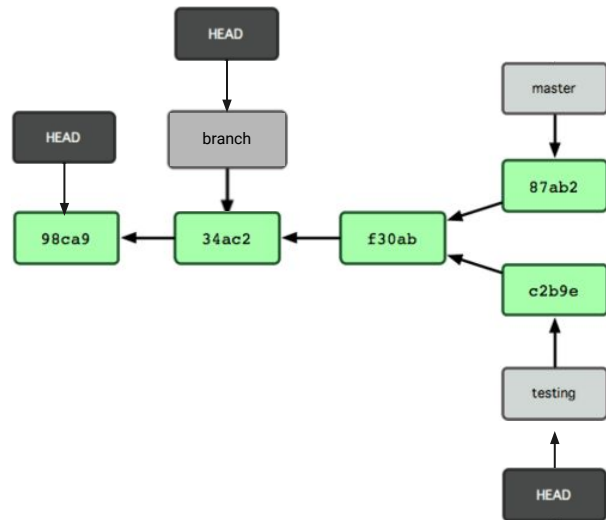 HEAD
master
HEAD
branch
87ab2
98ca9
34ac2
f30ab
c2b9e
testing
HEAD